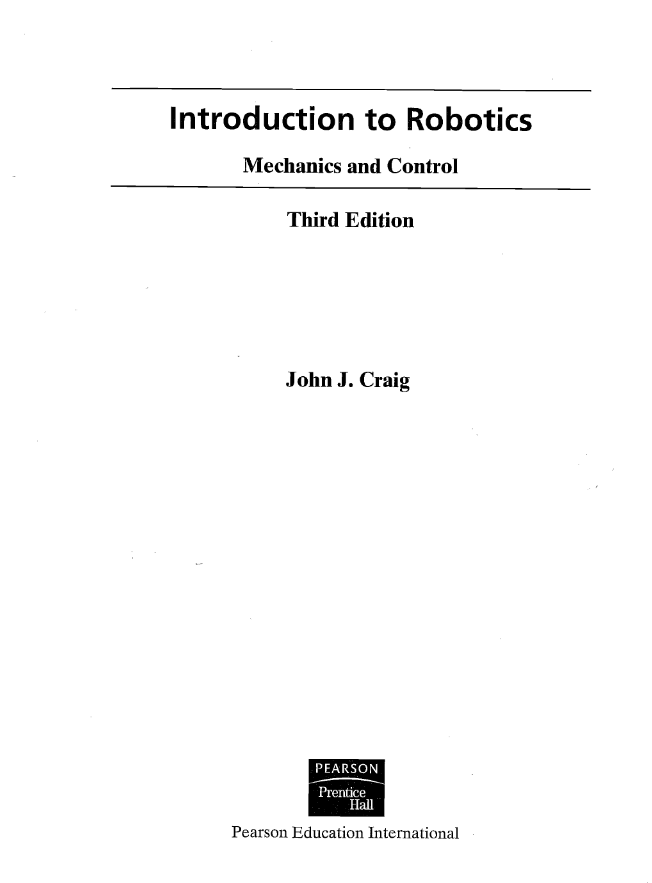 Introduction to Robotics
Mechanics and Control
Third Edition
John J. Craig
PEARSON
Prentice
Hall
Pearson Education International